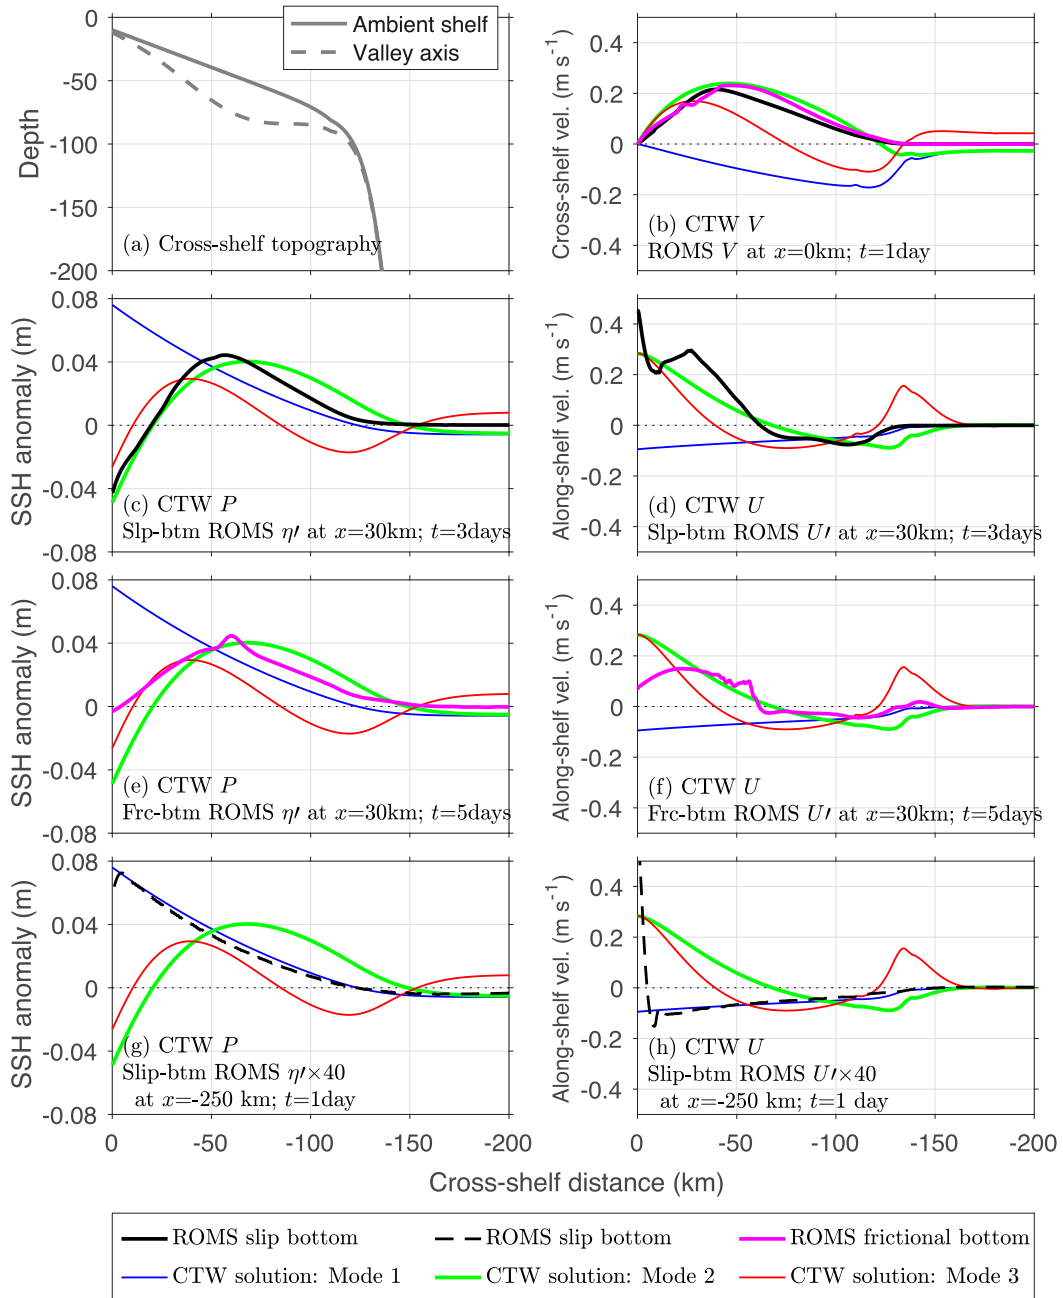 0
-50
-100
-150
-200
Depth
Ambient shelf
Valley axis
(a) Cross-shelf topography
0.4
0.2
0
-0.2
-0.4
Cross-shelf vel. (m s⁻¹)
(b) CTW V
ROMS V at x=0km; t=1day
0.08
0.04
0
-0.04
-0.08
SSH anomaly (m)
(c) CTW P
Slp-btm ROMS η′ at x=30km; t=3days
0.4
0.2
0
-0.2
-0.4
Along-shelf vel. (m s⁻¹)
(d) CTW U
Slp-btm ROMS U′ at x=30km; t=3days
0.08
0.04
0
-0.04
-0.08
SSH anomaly (m)
(e) CTW P
Frc-btm ROMS η′ at x=30km; t=5days
0.4
0.2
0
-0.2
-0.4
Along-shelf vel. (m s⁻¹)
(f) CTW U
Frc-btm ROMS U′ at x=30km; t=5days
0.08
0.04
0
-0.04
-0.08
SSH anomaly (m)
(g) CTW P
Slip-btm ROMS η′×40
at x=-250 km; t=1day
0 -50 -100 -150 -200
0.4
0.2
0
-0.2
-0.4
Along-shelf vel. (m s⁻¹)
(h) CTW U
Slip-btm ROMS U′×40
at x=-250 km; t=1 day
0 -50 -100 -150 -200
Cross-shelf distance (km)
ROMS slip bottom ROMS slip bottom ROMS frictional bottom
CTW solution: Mode 1 CTW solution: Mode 2 CTW solution: Mode 3